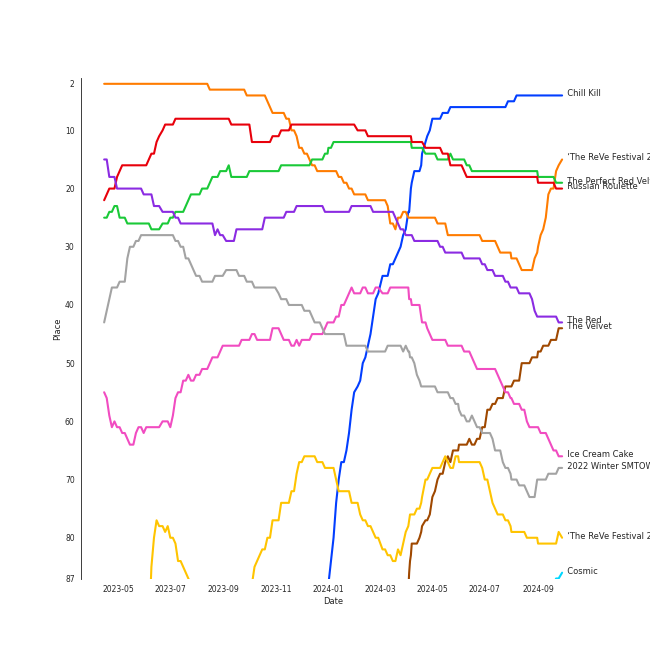 2
10
20
30
40
50
60
70
80
87
Place
2023-05
2023-07
2023-09
2023-11
2024-01
2024-03
2024-05
2024-07
2024-09
Date
Chill Kill
'The ReVe Festival 2
The Perfect Red Vel
Russian Roulette
The Red
The Velvet
Ice Cream Cake
2022 Winter SMTOW
'The ReVe Festival 2
Cosmic